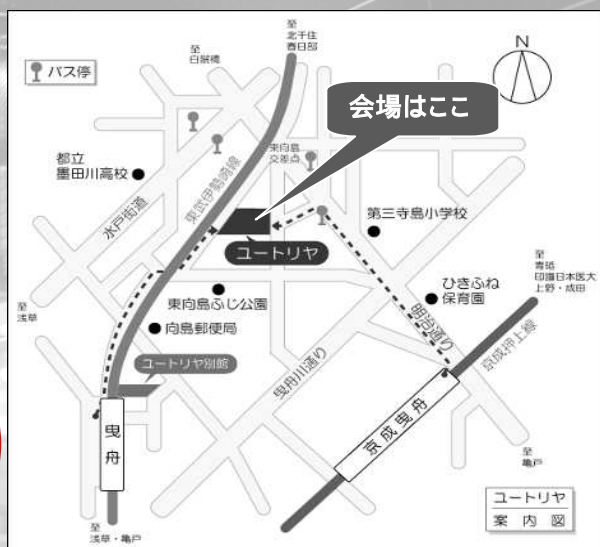 至
北千住
春日部
至
白鬚橋
N
バス停
会場はここ
東向島
交差点
都立
墨田川高校
東武伊勢崎線
水戸街道
第三寺島小学校
ユートリヤ
至
青砥
印旛日本医大
上野・成田
ひきふね
保育園
東向島ふじ公園
至
浅草
向島郵便局
明治通り
京成押上線
ユートリヤ別館
曳舟川通り
曳舟
京成曳舟
至
亀戸
ユートリヤ
案内図
至
浅草・亀戸